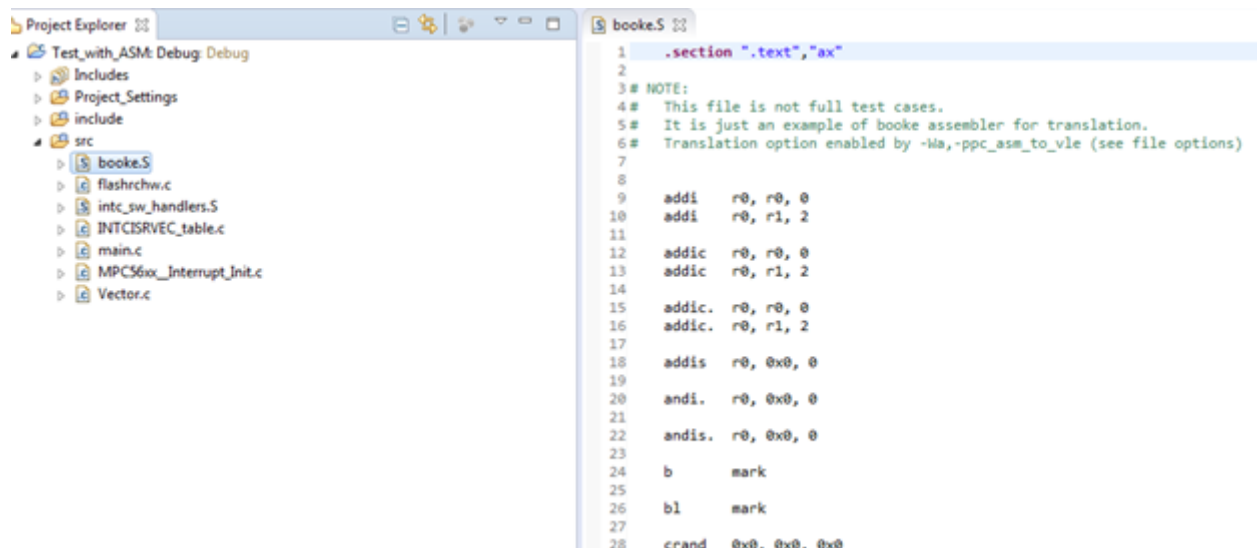 Project Explorer
Test_with_ASM: Debug: Debug
Includes
Project_Settings
include
src
booke.S
flashrchw.c
intc_sw_handlers.S
INTCISRVEC_table.c
main.c
MPC56xx__Interrupt_Init.c
Vector.c
booke.S
1 .section ".text","ax"
2
3 # NOTE:
4 # This file is not full test cases.
5 # It is just an example of booke assembler for translation.
6 # Translation option enabled by -Wa,-ppc_asm_to_vle (see file options)
7
8
9 addi r0, r0, 0
10 addi r0, r1, 2
11
12 addic r0, r0, 0
13 addic r0, r1, 2
14
15 addic. r0, r0, 0
16 addic. r0, r1, 2
17
18 addis r0, 0x0, 0
19
20 andi. r0, 0x0, 0
21
22 andis. r0, 0x0, 0
23
24 b mark
25
26 bl mark
27
28 crand 0x0, 0x0, 0x0